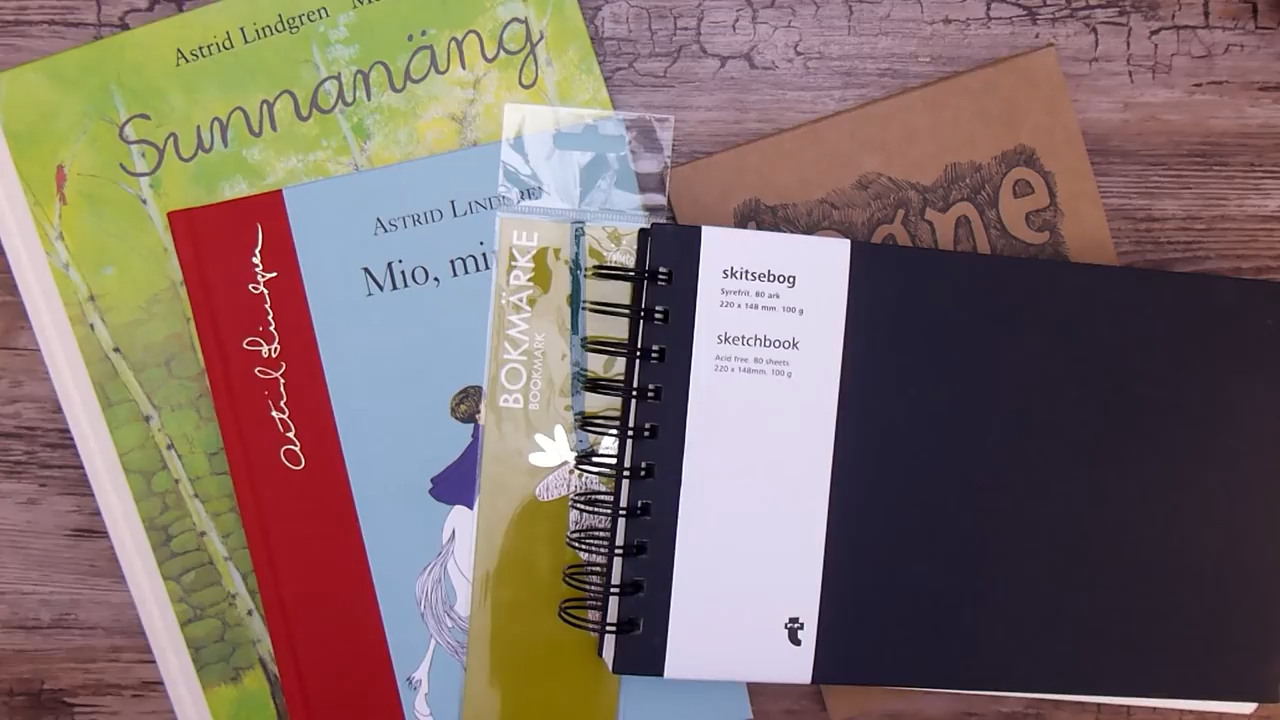 Astrid Lindgren
Sunnanäng
ASTRID LINDGREN
Mio, mi
Astrid Lindgren
BOKMÄRKE
BOOKMARK
skitsebog
Syrefrit. 80 ark
220 x 148 mm. 100 g
sketchbook
Acid free. 80 sheets
220 x 148mm. 100 g